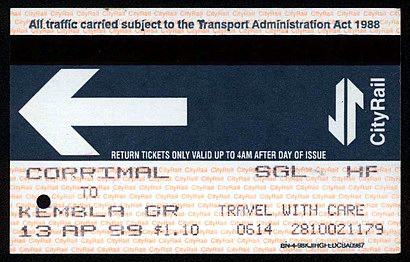 All traffic carried subject to the Transport Administration Act 1988
CityRail
RETURN TICKETS ONLY VALID UP TO 4AM AFTER DAY OF ISSUE
CORRIMAL SGL HF
TO
KEMBLA GR TRAVEL WITH CARE
13 AP 99 $1.10 0614 2810021179